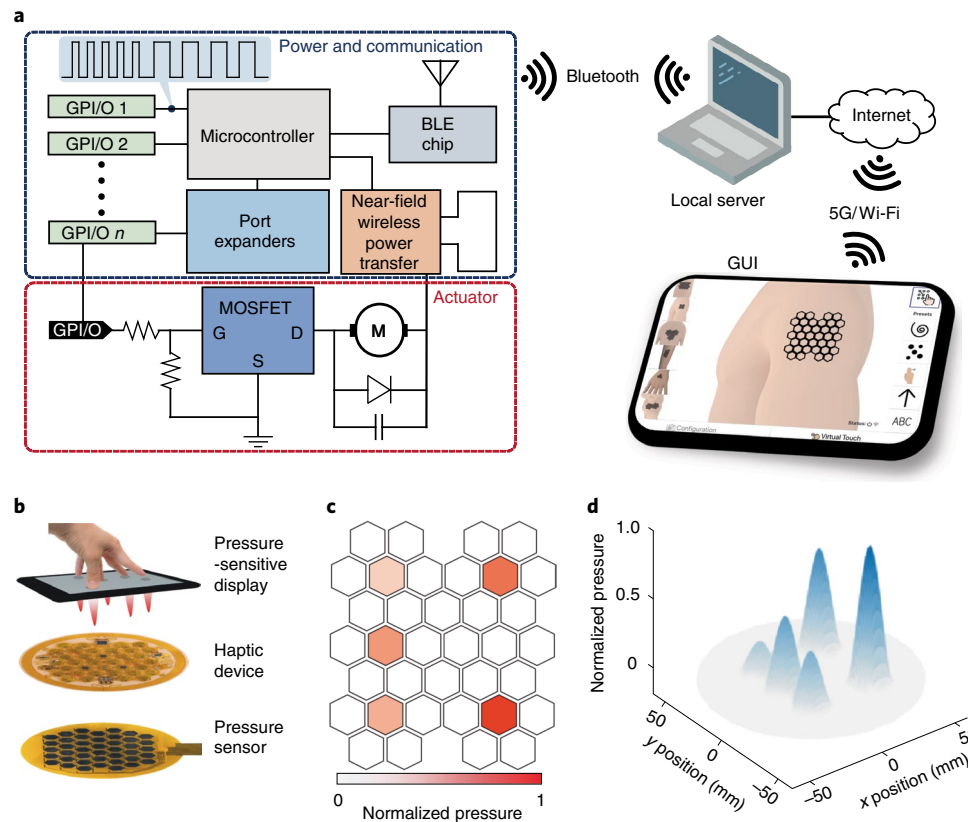 a
Power and communication
GPI/O 1
GPI/O 2
GPI/O n
Microcontroller
BLE
chip
Port
expanders
Near-field
wireless
power
transfer
Actuator
GPI/O
MOSFET
G
D
S
M
Bluetooth
Local server
Internet
5G/Wi-Fi
GUI
Presets
ABC
Status:
Configuration
Virtual Touch
b
Pressure
-sensitive
display
Haptic
device
Pressure
sensor
c
0
1
Normalized pressure
d
1.0
0.5
0
Normalized pressure
50
0
−50
y position (mm)
−50
0
5
x position (mm)